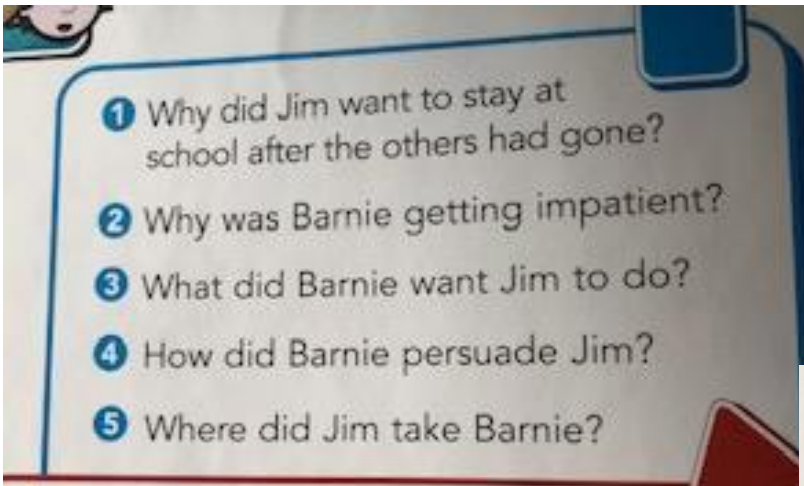 1 Why did Jim want to stay at
school after the others had gone?
2 Why was Barnie getting impatient?
3 What did Barnie want Jim to do?
4 How did Barnie persuade Jim?
5 Where did Jim take Barnie?